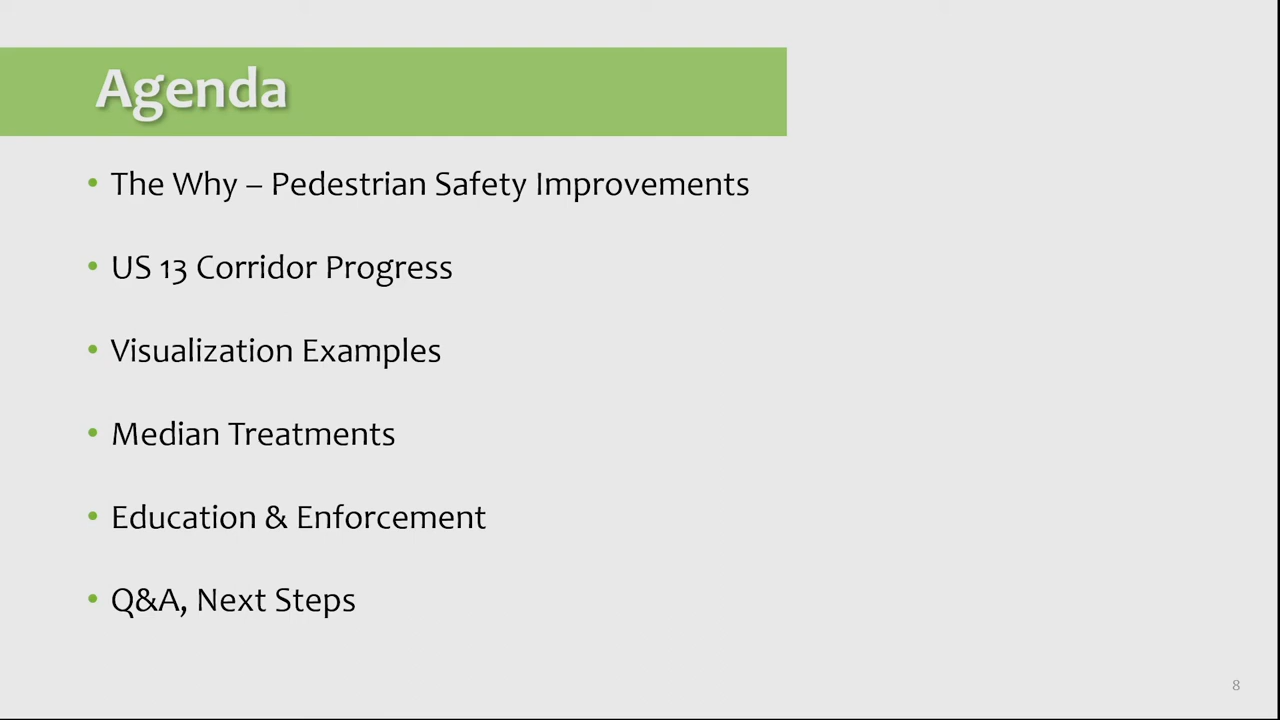 Agenda
• The Why – Pedestrian Safety Improvements
• US 13 Corridor Progress
• Visualization Examples
• Median Treatments
• Education & Enforcement
• Q&A, Next Steps
8